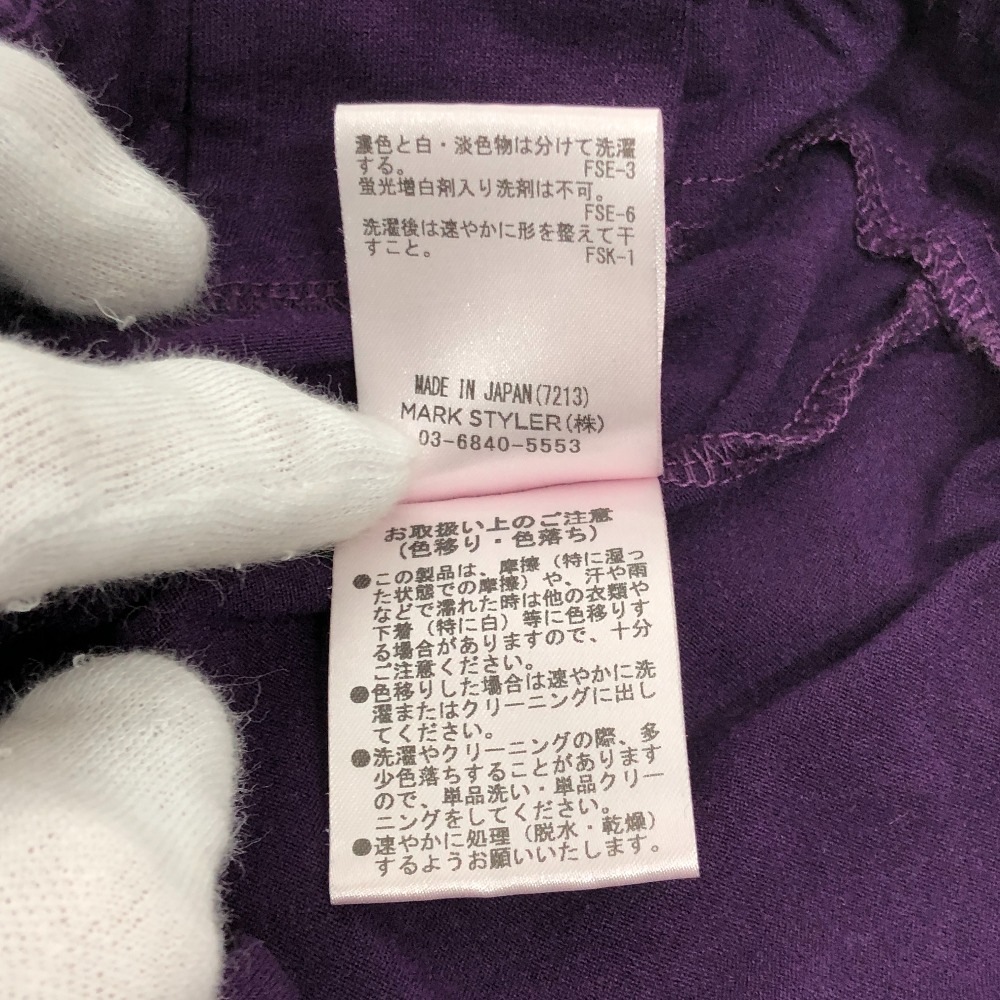 濃色と白・淡色物は分けて洗濯
する。 FSE-3
蛍光増白剤入り洗剤は不可。
FSE-6
洗濯後は速やかに形を整えて干
すこと。 FSK-1
MADE IN JAPAN(7213)
MARK STYLER(株)
03-6840-5553
お取扱い上のご注意
(色移り・色落ち)
●この製品は、摩擦(特に湿っ
た状態での摩擦)や、汗や雨
などで濡れた時は他の衣類や
下着(特に白)等に色移りす
る場合がありますので、十分
ご注意ください。
●色移りした場合は速やかに洗
濯またはクリーニングに出し
てください。
●洗濯やクリーニングの際、多
少色落ちすることがあります
ので、単品洗い・単品クリー
ニングをしてください。
●速やかに処理(脱水・乾燥)
するようお願いいたします。